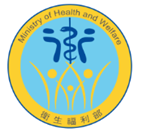 Ministry of Health and Welfare
衛生福利部